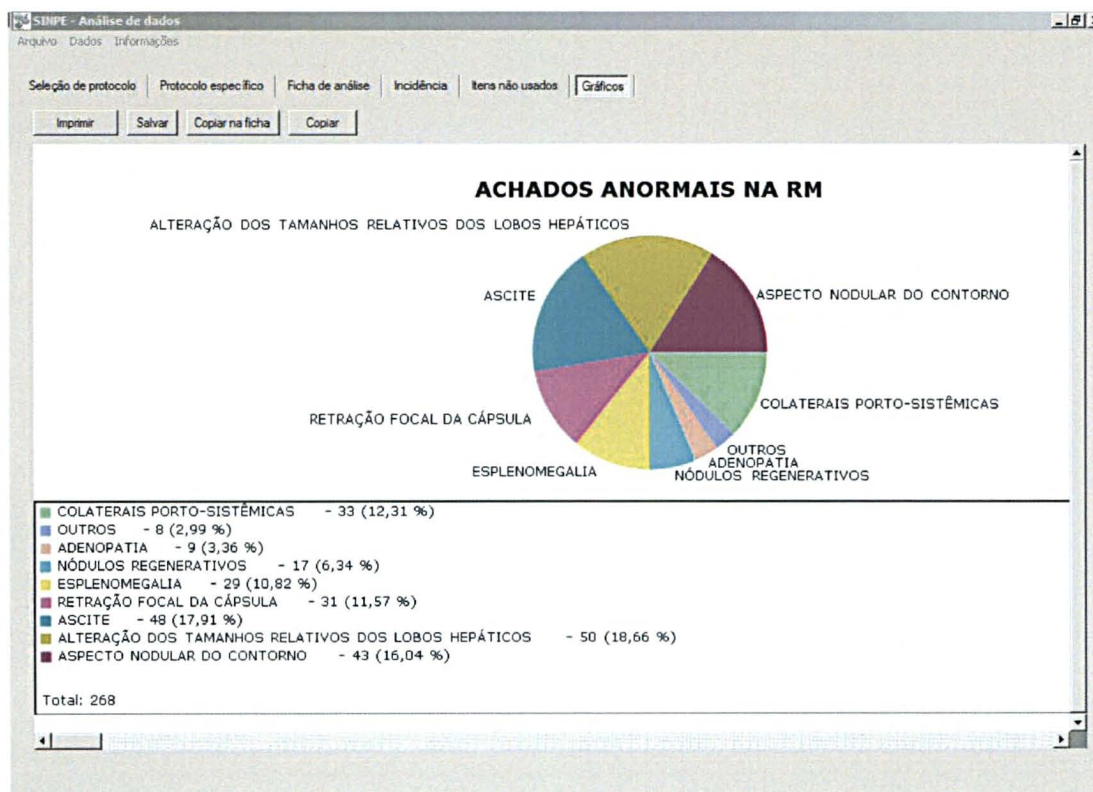 SINPE - Análise de dados
Arquivo Dados Informações
Seleção de protocolo Protocolo específico Ficha de análise Incidência Itens não usados Gráficos
Imprimir Salvar Copiar na ficha Copiar
ACHADOS ANORMAIS NA RM
ALTERAÇÃO DOS TAMANHOS RELATIVOS DOS LOBOS HEPÁTICOS
ASCITE
ASPECTO NODULAR DO CONTORNO
COLATERAIS PORTO-SISTÊMICAS
RETRAÇÃO FOCAL DA CÁPSULA
OUTROS
ADENOPATIA
ESPLENOMEGALIA
NÓDULOS REGENERATIVOS
COLATERAIS PORTO-SISTÊMICAS - 33 (12,31 %)
OUTROS - 8 (2,99 %)
ADENOPATIA - 9 (3,36 %)
NÓDULOS REGENERATIVOS - 17 (6,34 %)
ESPLENOMEGALIA - 29 (10,82 %)
RETRAÇÃO FOCAL DA CÁPSULA - 31 (11,57 %)
ASCITE - 48 (17,91 %)
ALTERAÇÃO DOS TAMANHOS RELATIVOS DOS LOBOS HEPÁTICOS - 50 (18,66 %)
ASPECTO NODULAR DO CONTORNO - 43 (16,04 %)
Total: 268